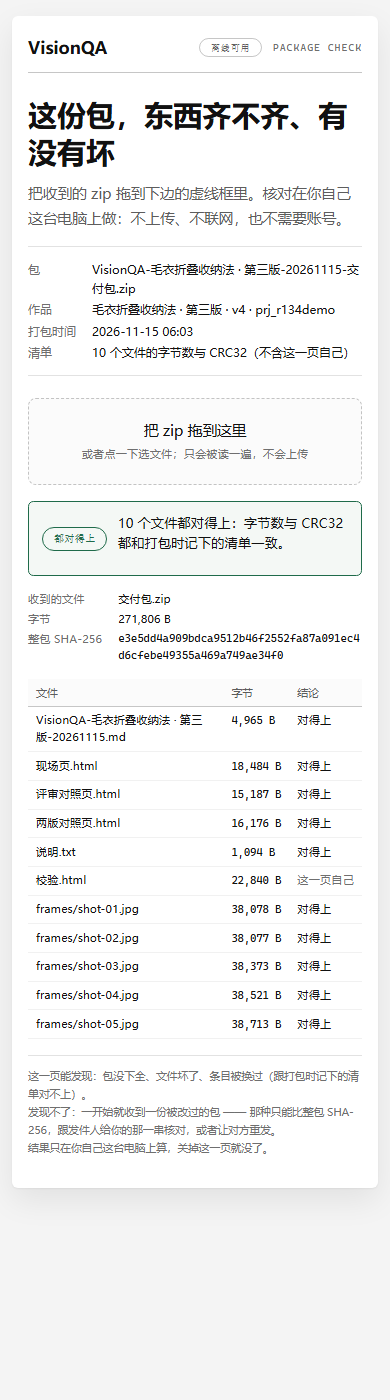 VisionQA
离线可用
PACKAGE CHECK
这份包，东西齐不齐、有
没有坏
把收到的 zip 拖到下边的虚线框里。核对在你自己
这台电脑上做：不上传、不联网，也不需要账号。
包 VisionQA-毛衣折叠收纳法 · 第三版-20261115-交
付包.zip
作品 毛衣折叠收纳法 · 第三版 · v4 · prj_r134demo
打包时间 2026-11-15 06:03
清单 10 个文件的字节数与 CRC32（不含这一页自己）
把 zip 拖到这里
或者点一下选文件；只会被读一遍，不会上传
都对得上
10 个文件都对得上：字节数与 CRC32
都和打包时记下的清单一致。
收到的文件 交付包.zip
字节 271,806 B
整包 SHA-256 e3e5dd4a909bdca9512b46f2552fa87a091ec4
d6cfebe49355a469a749ae34f0
文件 字节 结论
VisionQA-毛衣折叠收纳法 · 第三 4,965 B 对得上
版-20261115.md
现场页.html 18,484 B 对得上
评审对照页.html 15,187 B 对得上
两版对照页.html 16,176 B 对得上
说明.txt 1,094 B 对得上
校验.html 22,840 B 这一页自己
frames/shot-01.jpg 38,078 B 对得上
frames/shot-02.jpg 38,077 B 对得上
frames/shot-03.jpg 38,373 B 对得上
frames/shot-04.jpg 38,521 B 对得上
frames/shot-05.jpg 38,713 B 对得上
这一页能发现：包没下全、文件坏了、条目被换过（跟打包时记下的清
单对不上）。
发现不了：一开始就收到一份被改过的包 —— 那种只能比整包 SHA-
256，跟发件人给你的那一串核对，或者让对方重发。
结果只在你自己这台电脑上算，关掉这一页就没了。